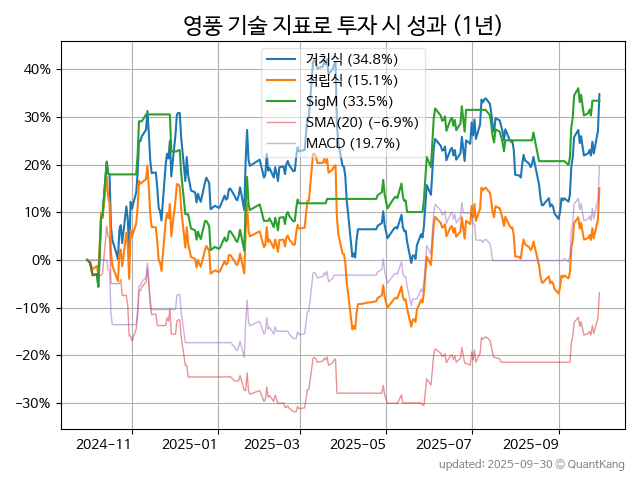 영풍 기술 지표로 투자 시 성과 (1년)
거치식 (34.8%)
적립식 (15.1%)
SigM (33.5%)
SMA(20) (−6.9%)
MACD (19.7%)
40%
30%
20%
10%
0%
−10%
−20%
−30%
2024-11
2025-01
2025-03
2025-05
2025-07
2025-09
updated: 2025-09-30 © QuantKang